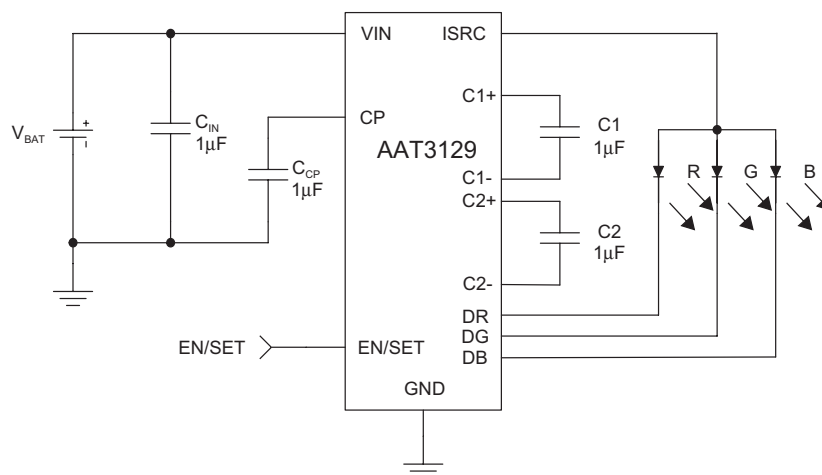 VIN
ISRC
C1+
CP
V_BAT
+
-
C_IN
1µF
AAT3129
C1
1µF
C_CP
1µF
C1-
R
G
B
C2+
C2
1µF
C2-
DR
DG
DB
EN/SET
EN/SET
GND